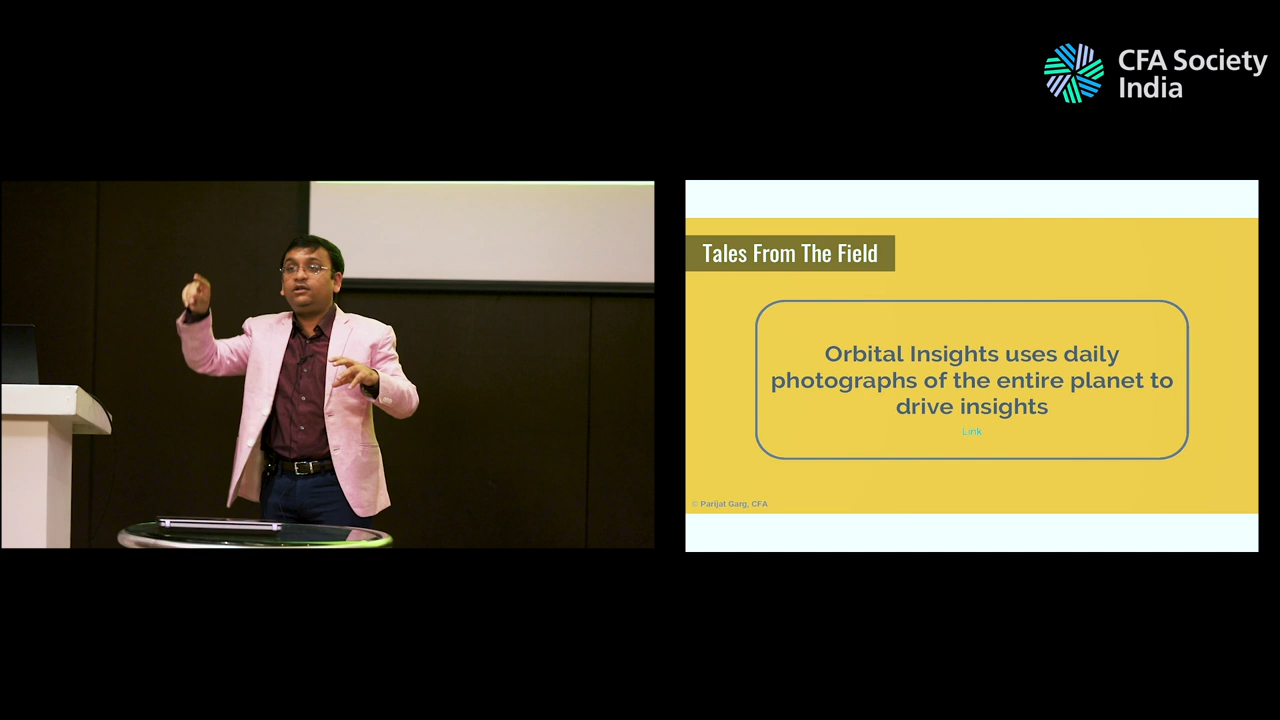 CFA Society
India
Tales From The Field
Orbital Insights uses daily
photographs of the entire planet to
drive insights
Link
© Parijat Garg, CFA